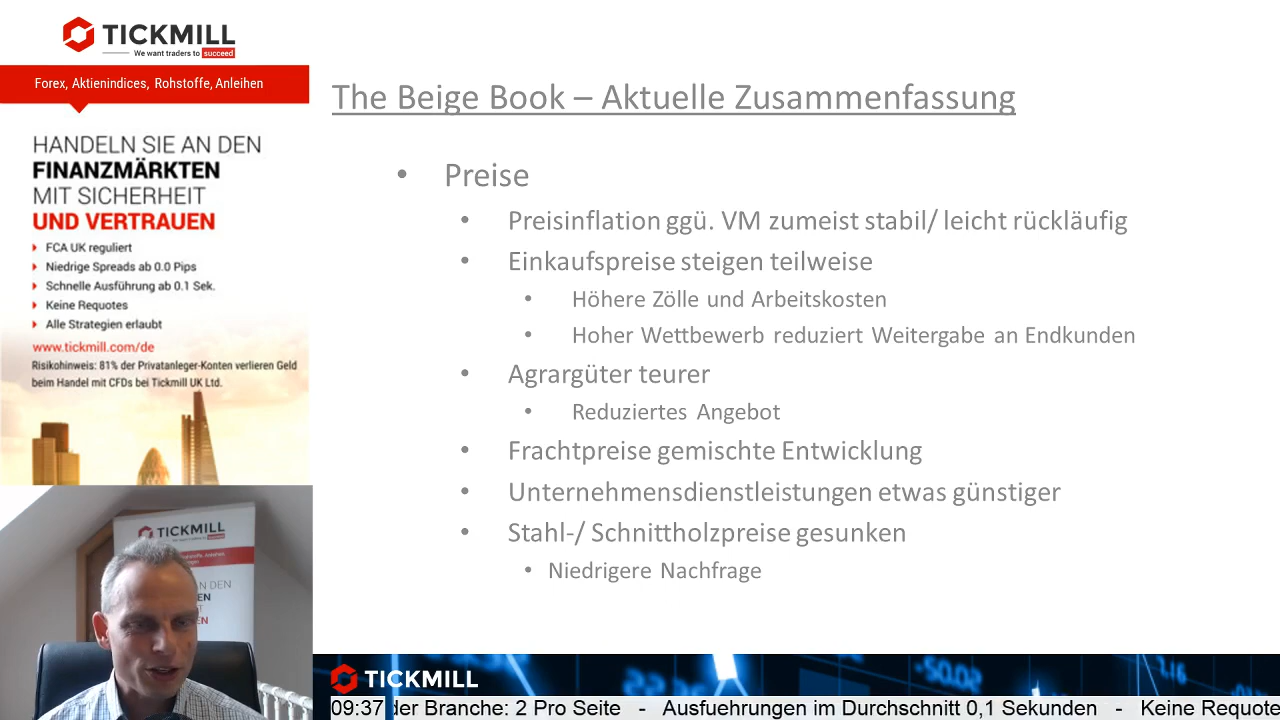 TICKMILL
We want traders to succeed
Forex, Aktienindices, Rohstoffe, Anleihen
HANDELN SIE AN DEN
FINANZMÄRKTEN
MIT SICHERHEIT
UND VERTRAUEN
FCA UK reguliert
Niedrige Spreads ab 0.0 Pips
Schnelle Ausführung ab 0.1 Sek.
Keine Requotes
Alle Strategien erlaubt
www.tickmill.com/de
Risikohinweis: 81% der Privatanleger-Konten verlieren Geld
beim Handel mit CFDs bei Tickmill UK Ltd.
The Beige Book – Aktuelle Zusammenfassung
• Preise
• Preisinflation ggü. VM zumeist stabil/ leicht rückläufig
• Einkaufspreise steigen teilweise
• Höhere Zölle und Arbeitskosten
• Hoher Wettbewerb reduziert Weitergabe an Endkunden
• Agrargüter teurer
• Reduziertes Angebot
• Frachtpreise gemischte Entwicklung
• Unternehmensdienstleistungen etwas günstiger
• Stahl-/ Schnittholzpreise gesunken
• Niedrigere Nachfrage
TICKMILL
N DEN
EN
TICKMILL
-50.02
09:37 der Branche: 2 Pro Seite - Ausfuehrungen im Durchschnitt 0,1 Sekunden - Keine Requote